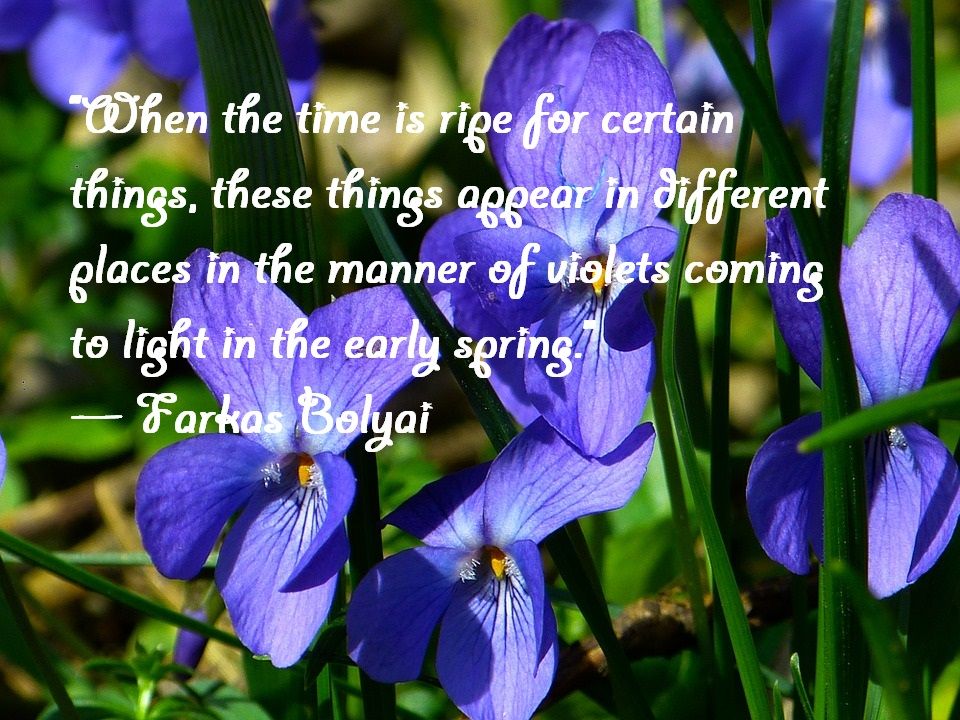 "When the time is ripe for certain
things, these things appear in different
places in the manner of violets coming
to light in the early spring."
— Farkas Bolyai